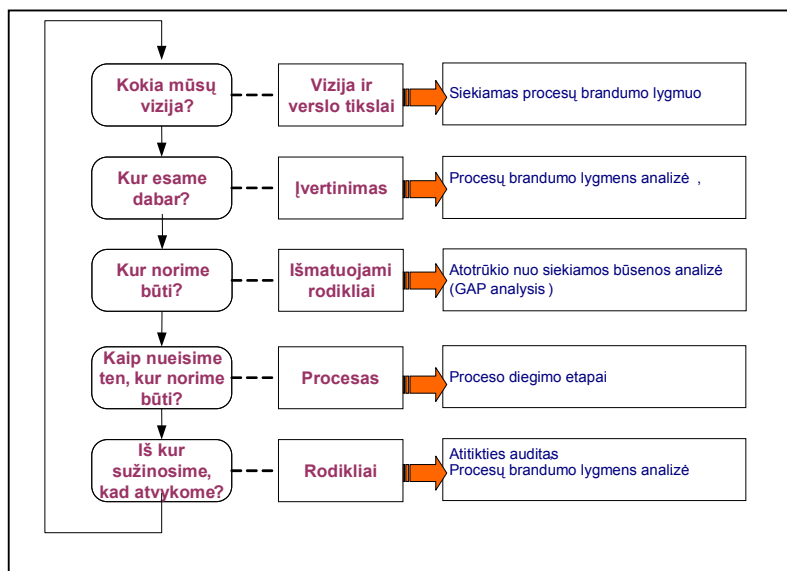 Kokia mūsų
vizija?
Vizija ir
verslo tikslai
Siekiamas procesų brandumo lygmuo
Kur esame
dabar?
Įvertinimas
Procesų brandumo lygmens analizė ,
Kur norime
būti?
Išmatuojami
rodikliai
Atotrūkio nuo siekiamos būsenos analizė
(GAP analysis)
Kaip nueisime
ten, kur norime
būti?
Procesas
Proceso diegimo etapai
Iš kur
sužinosime,
kad atvykome?
Rodikliai
Atitikties auditas
Procesų brandumo lygmens analizė